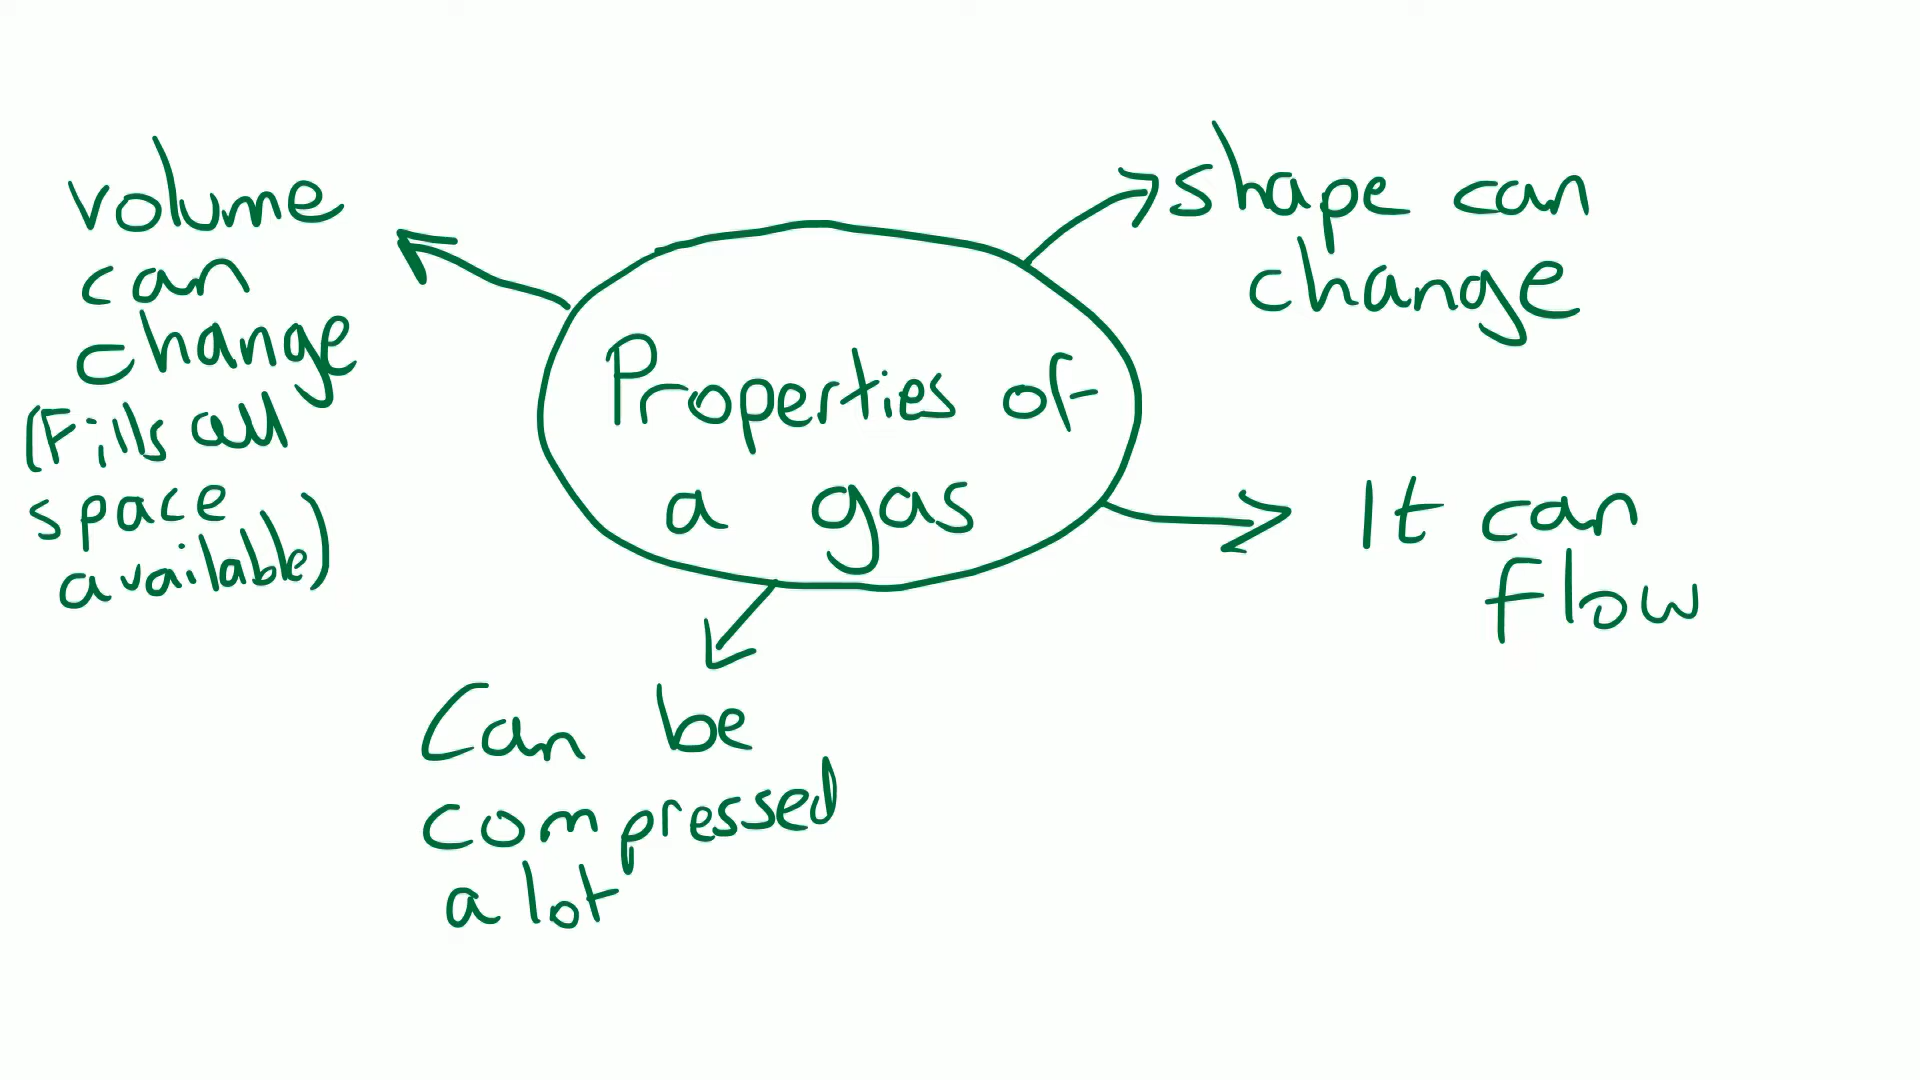 Properties of
a gas
shape can
change
It can
flow
Can be
compressed
a lot
volume
can
change
(Fills all
space
available)